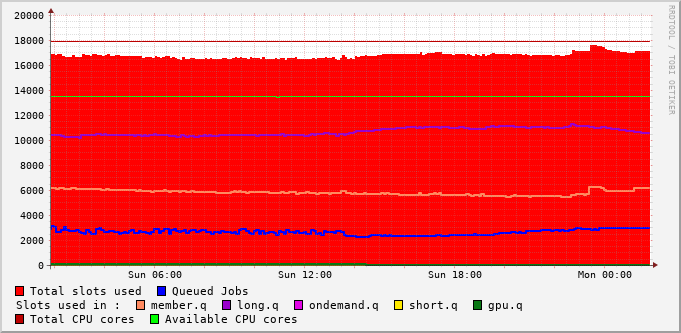 RRDTOOL / TOBI OETIKER
20000
18000
16000
14000
12000
10000
8000
6000
4000
2000
0
Sun 06:00 Sun 12:00 Sun 18:00 Mon 00:00
Total slots used Queued Jobs
Slots used in : member.q long.q ondemand.q short.q gpu.q
Total CPU cores Available CPU cores